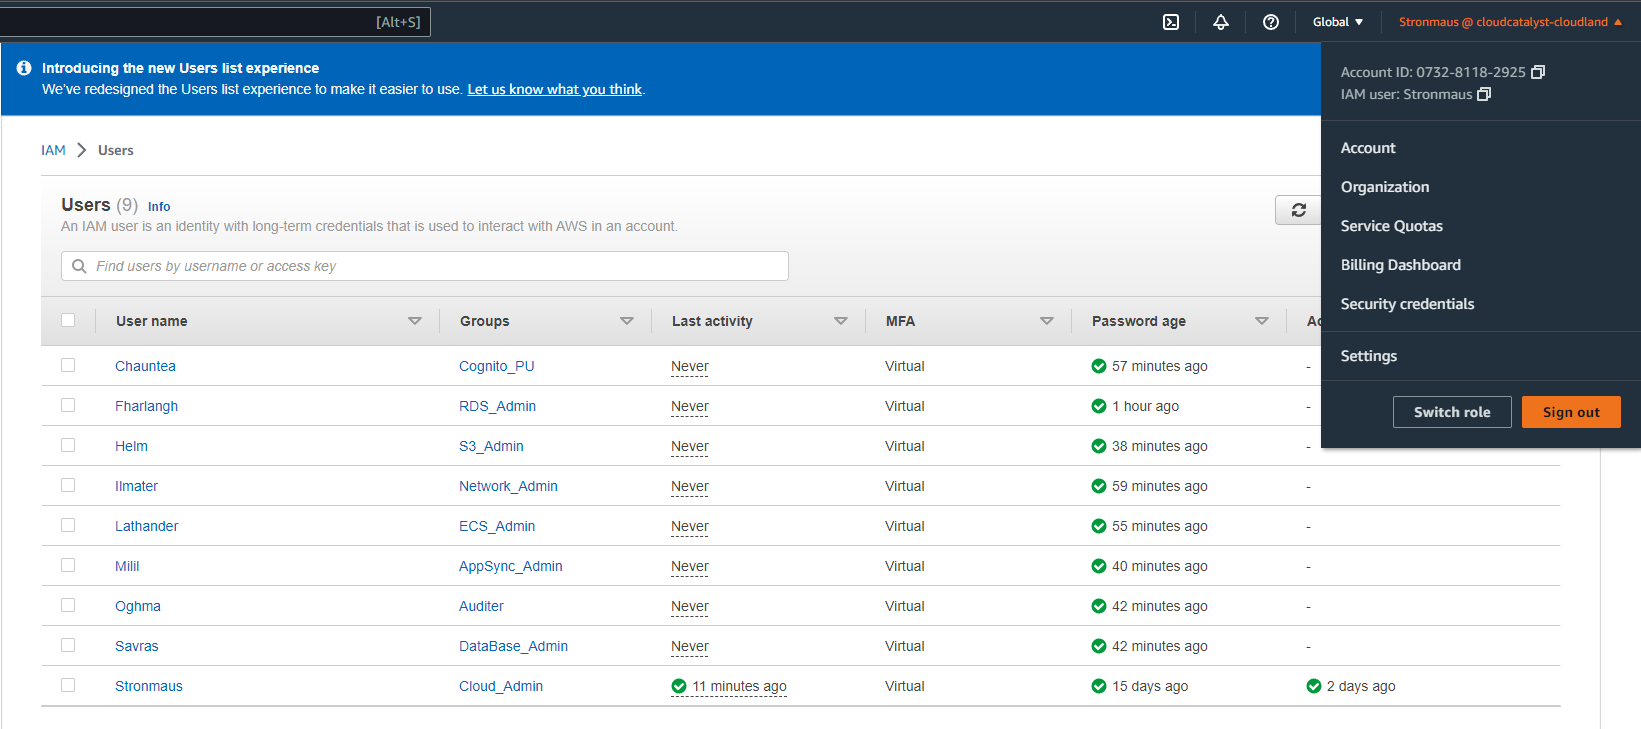 [Alt+S]
Global
Stronmaus @ cloudcatalyst-cloudland
Introducing the new Users list experience
We've redesigned the Users list experience to make it easier to use. Let us know what you think.
Account ID: 0732-8118-2925
IAM user: Stronmaus
Account
Organization
Service Quotas
Billing Dashboard
Security credentials
Settings
Switch role
Sign out
IAM > Users
Users (9) Info
An IAM user is an identity with long-term credentials that is used to interact with AWS in an account.
Find users by username or access key
User name Groups Last activity MFA Password age
Chauntea Cognito_PU Never Virtual 57 minutes ago -
Fharlangh RDS_Admin Never Virtual 1 hour ago -
Helm S3_Admin Never Virtual 38 minutes ago -
Ilmater Network_Admin Never Virtual 59 minutes ago -
Lathander ECS_Admin Never Virtual 55 minutes ago -
Milil AppSync_Admin Never Virtual 40 minutes ago -
Oghma Auditer Never Virtual 42 minutes ago -
Savras DataBase_Admin Never Virtual 42 minutes ago -
Stronmaus Cloud_Admin 11 minutes ago Virtual 15 days ago 2 days ago